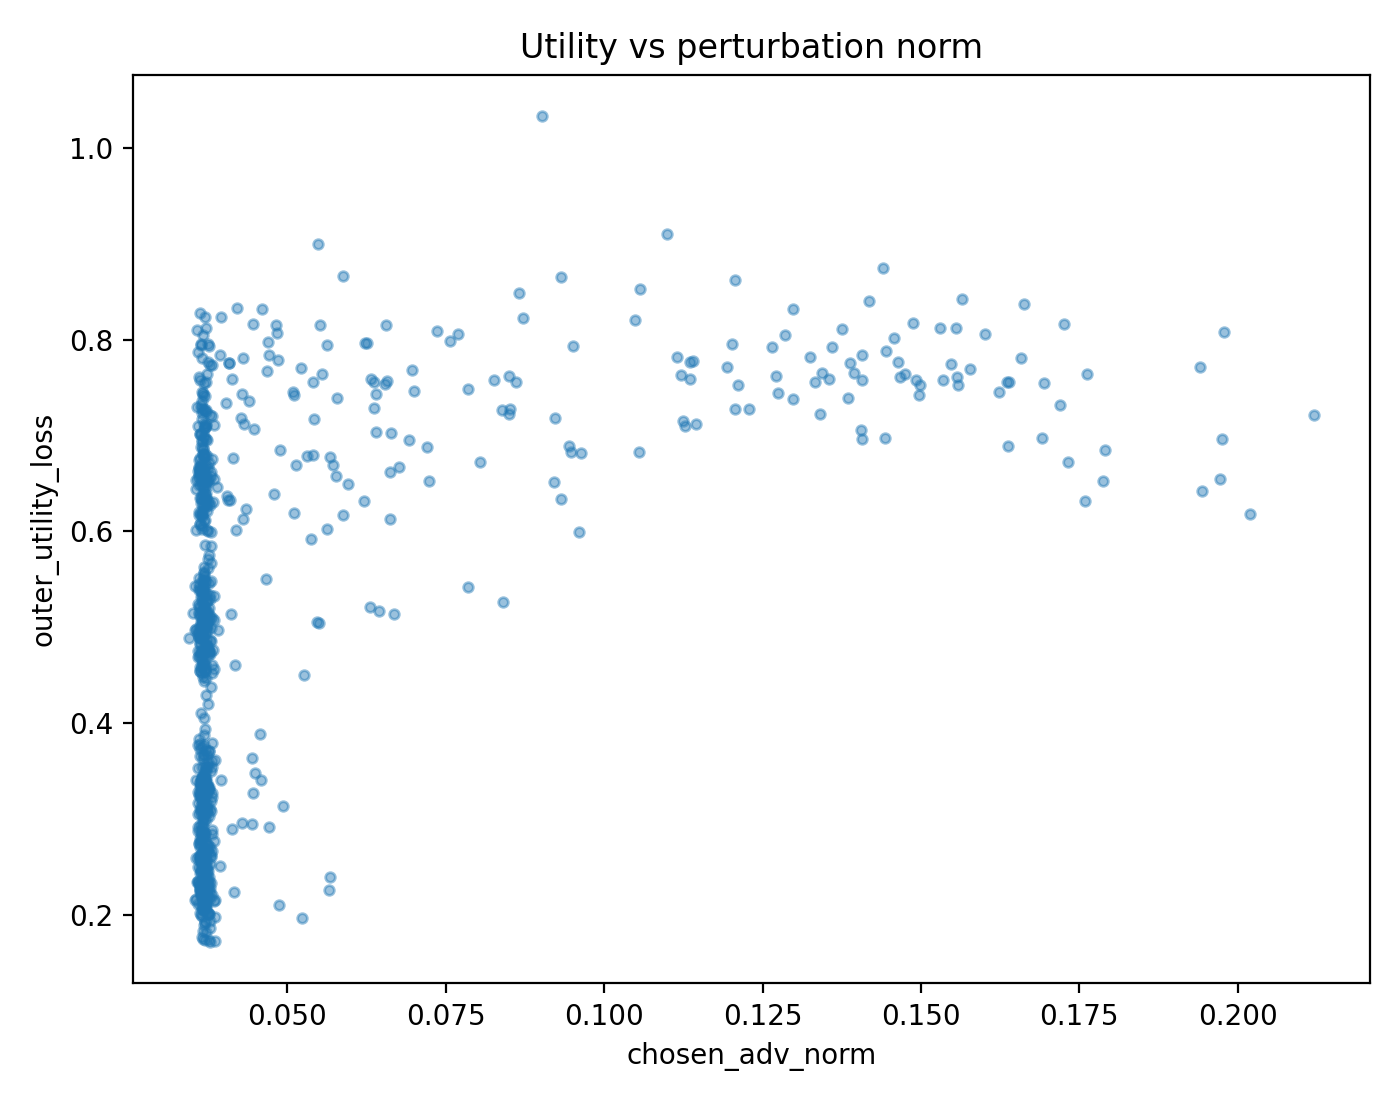 Utility vs perturbation norm
outer_utility_loss
1.0
0.8
0.6
0.4
0.2
0.050 0.075 0.100 0.125 0.150 0.175 0.200
chosen_adv_norm